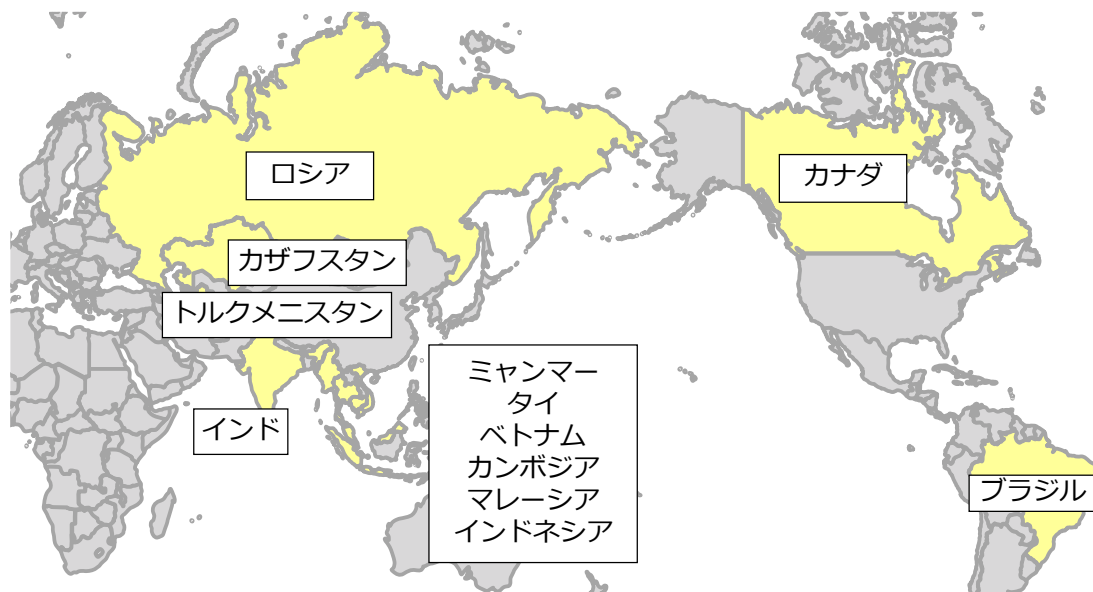 ロシア
カナダ
カザフスタン
トルクメニスタン
ミャンマー
タイ
ベトナム
カンボジア
マレーシア
インドネシア
インド
ブラジル